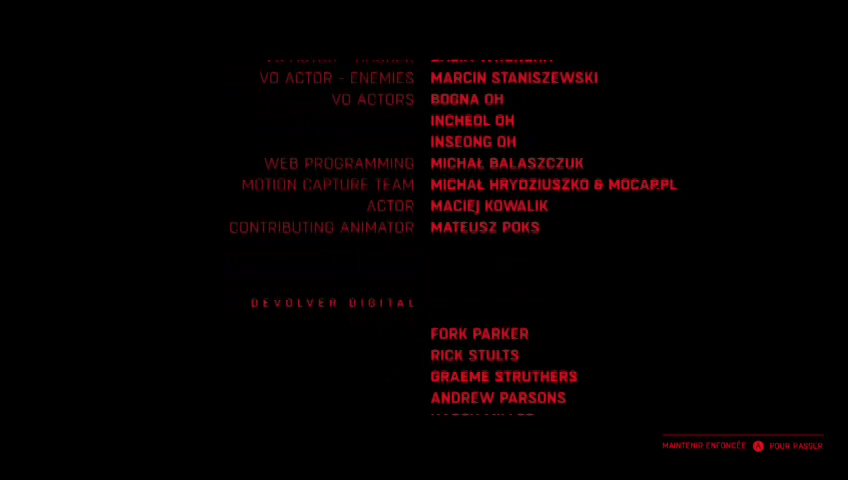 VO ACTOR - ENEMIES MARCIN STANISZEWSKI
VO ACTORS BOGNA OH
INCHEOL OH
INSEONG OH
WEB PROGRAMMING MICHAŁ BALASZCZUK
MOTION CAPTURE TEAM MICHAŁ HRYDZIUSZKO & MOCAP.PL
ACTOR MACIEJ KOWALIK
CONTRIBUTING ANIMATOR MATEUSZ POKS
DEVOLVER DIGITAL
FORK PARKER
RICK STULTS
GRAEME STRUTHERS
ANDREW PARSONS
MAINTENIR ENFONCÉE A POUR PASSER